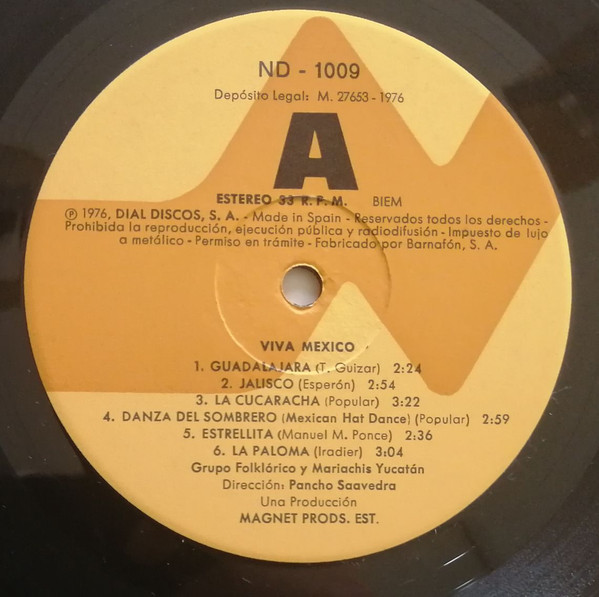 ND - 1009
Depósito Legal: M. 27653 - 1976
A
ESTEREO 33 R. P. M. BIEM
℗ 1976, DIAL DISCOS, S. A. - Made in Spain - Reservados todos los derechos -
Prohibida la reproducción, ejecución pública y radiodifusión - Impuesto de lujo
a metálico - Permiso en trámite - Fabricado por Barnafón, S. A.
VIVA MEXICO
1. GUADALAJARA (T. Guizar) 2:24
2. JALISCO (Esperón) 2:54
3. LA CUCARACHA (Popular) 3:22
4. DANZA DEL SOMBRERO (Mexican Hat Dance) (Popular) 2:59
5. ESTRELLITA (Manuel M. Ponce) 2:36
6. LA PALOMA (Iradier) 3:04
Grupo Folklórico y Mariachis Yucatán
Dirección: Pancho Saavedra
Una Producción
MAGNET PRODS. EST.